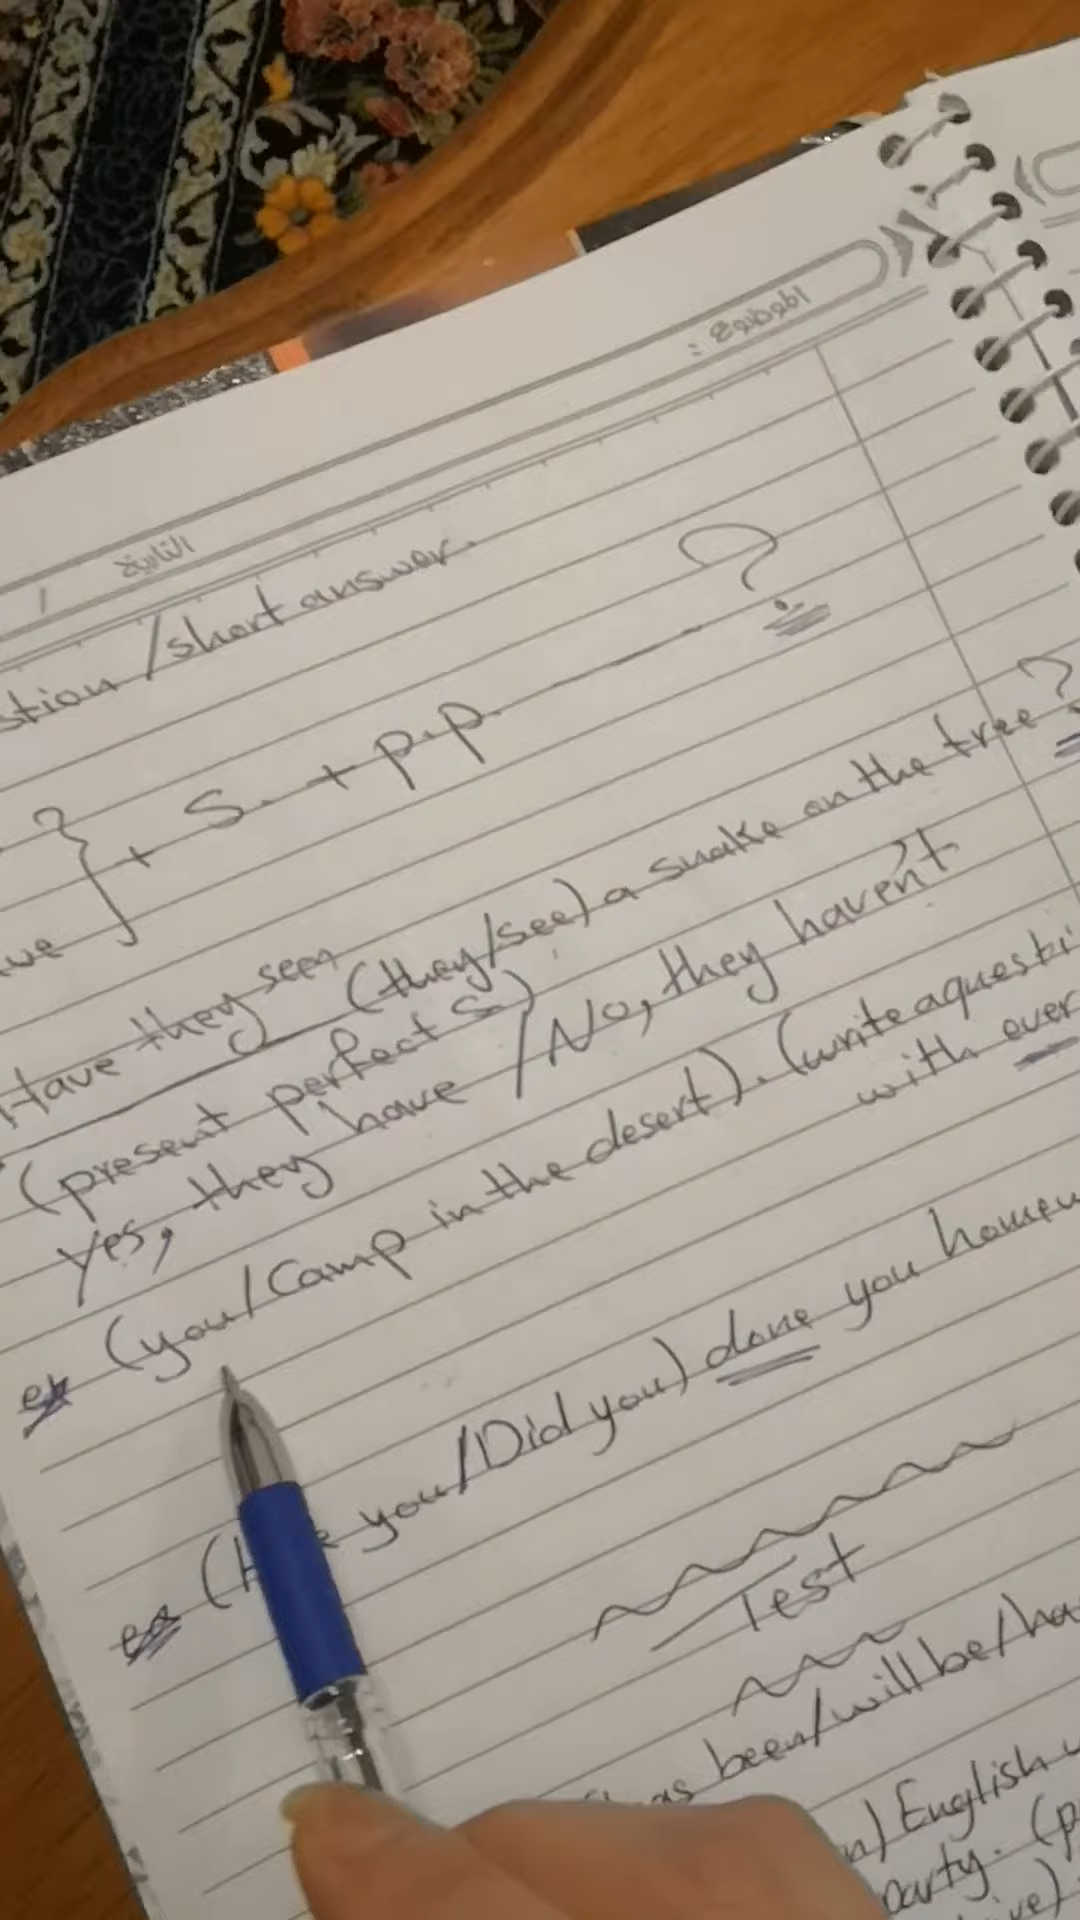 الموضوع :
التاريخ /
stion / short answer.
} + S. + p.p. ?
ve
Have they seen (they/see) a snake on the tree ?
(present perfect S)
Yes, they have / No, they haven't
ex (you/Camp in the desert). (write a questi
with ever
ex you/Did you) done you homew
Test
as been/will be/ha
English
party. (p